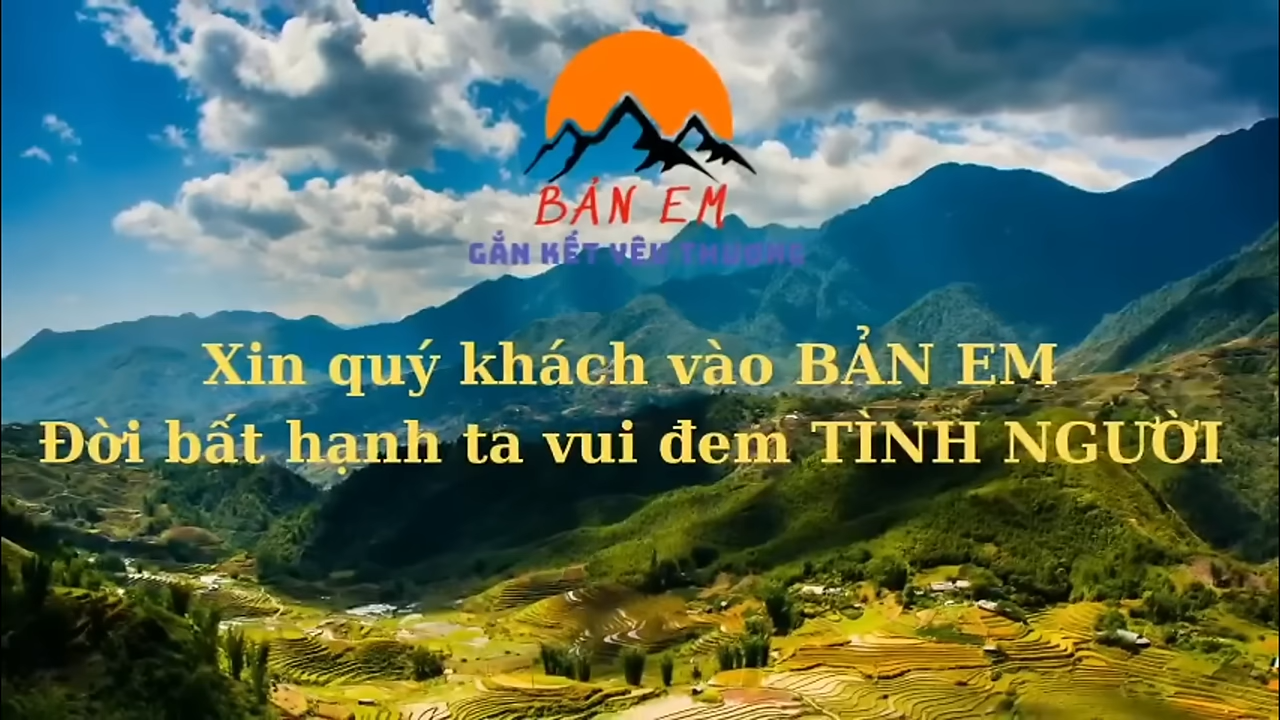 BẢN EM
GẮN KẾT YÊU THƯƠNG
Xin quý khách vào BẢN EM
Đời bất hạnh ta vui đem TÌNH NGƯỜI